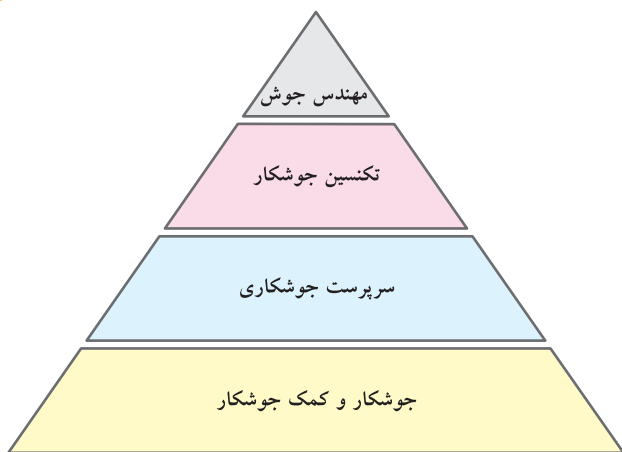 مهندس جوش
تکنسین جوشکار
سرپرست جوشکاری
جوشکار و کمک جوشکار